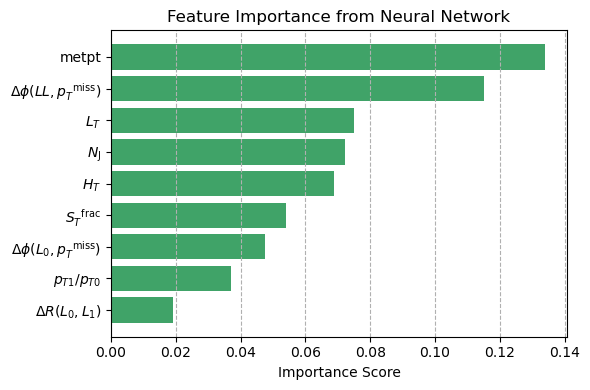 Feature Importance from Neural Network
metpt
Δϕ(LL, p_T^miss)
L_T
N_J
H_T
S_T^frac
Δϕ(L_0, p_T^miss)
p_T1/p_T0
ΔR(L_0, L_1)
0.00 0.02 0.04 0.06 0.08 0.10 0.12 0.14
Importance Score